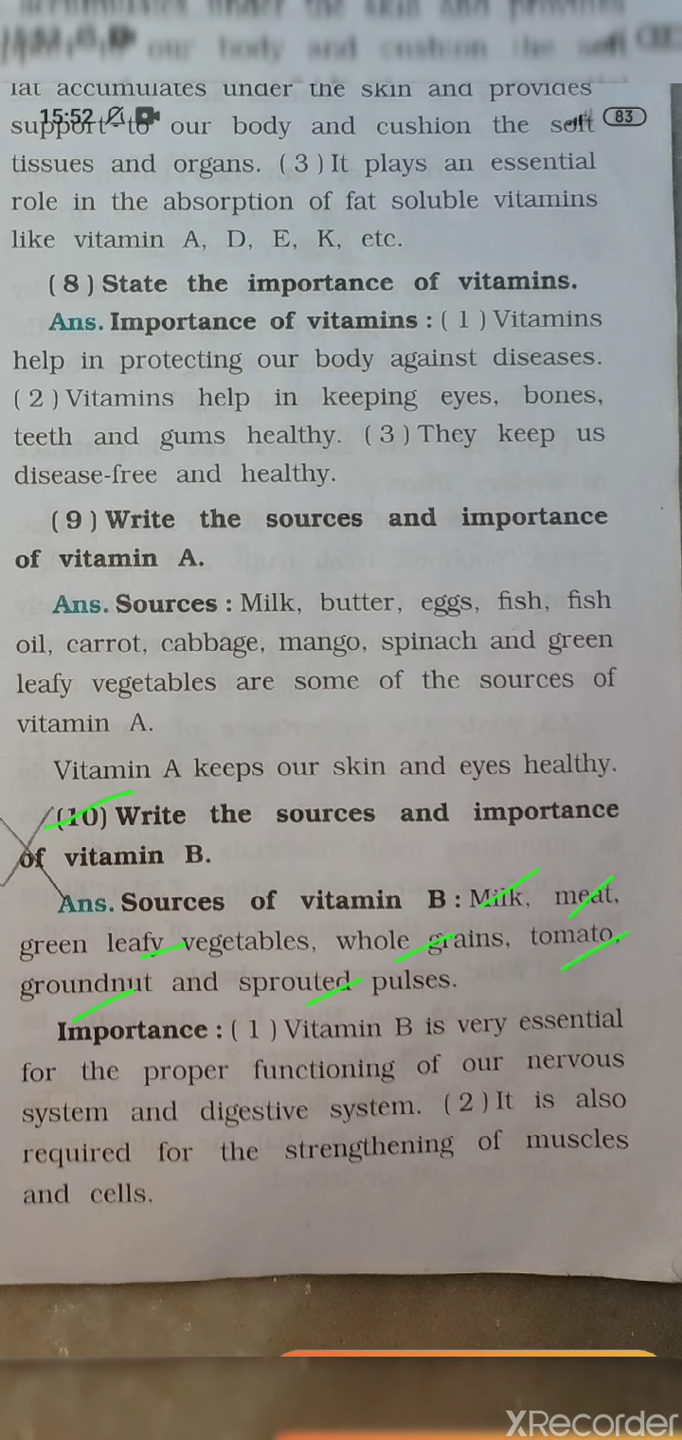 our body and cushion the soft
fat accumulates under the skin and provides
15:52
83
support to our body and cushion the soft
tissues and organs. ( 3 ) It plays an essential
role in the absorption of fat soluble vitamins
like vitamin A, D, E, K, etc.
( 8 ) State the importance of vitamins.
Ans. Importance of vitamins : ( 1 ) Vitamins
help in protecting our body against diseases.
( 2 ) Vitamins help in keeping eyes, bones,
teeth and gums healthy. ( 3 ) They keep us
disease-free and healthy.
( 9 ) Write the sources and importance
of vitamin A.
Ans. Sources : Milk, butter, eggs, fish, fish
oil, carrot, cabbage, mango, spinach and green
leafy vegetables are some of the sources of
vitamin A.
Vitamin A keeps our skin and eyes healthy.
(10) Write the sources and importance
of vitamin B.
Ans. Sources of vitamin B : Milk, meat,
green leafy vegetables, whole grains, tomato,
groundnut and sprouted pulses.
Importance : ( 1 ) Vitamin B is very essential
for the proper functioning of our nervous
system and digestive system. ( 2 ) It is also
required for the strengthening of muscles
and cells.
XRecorder